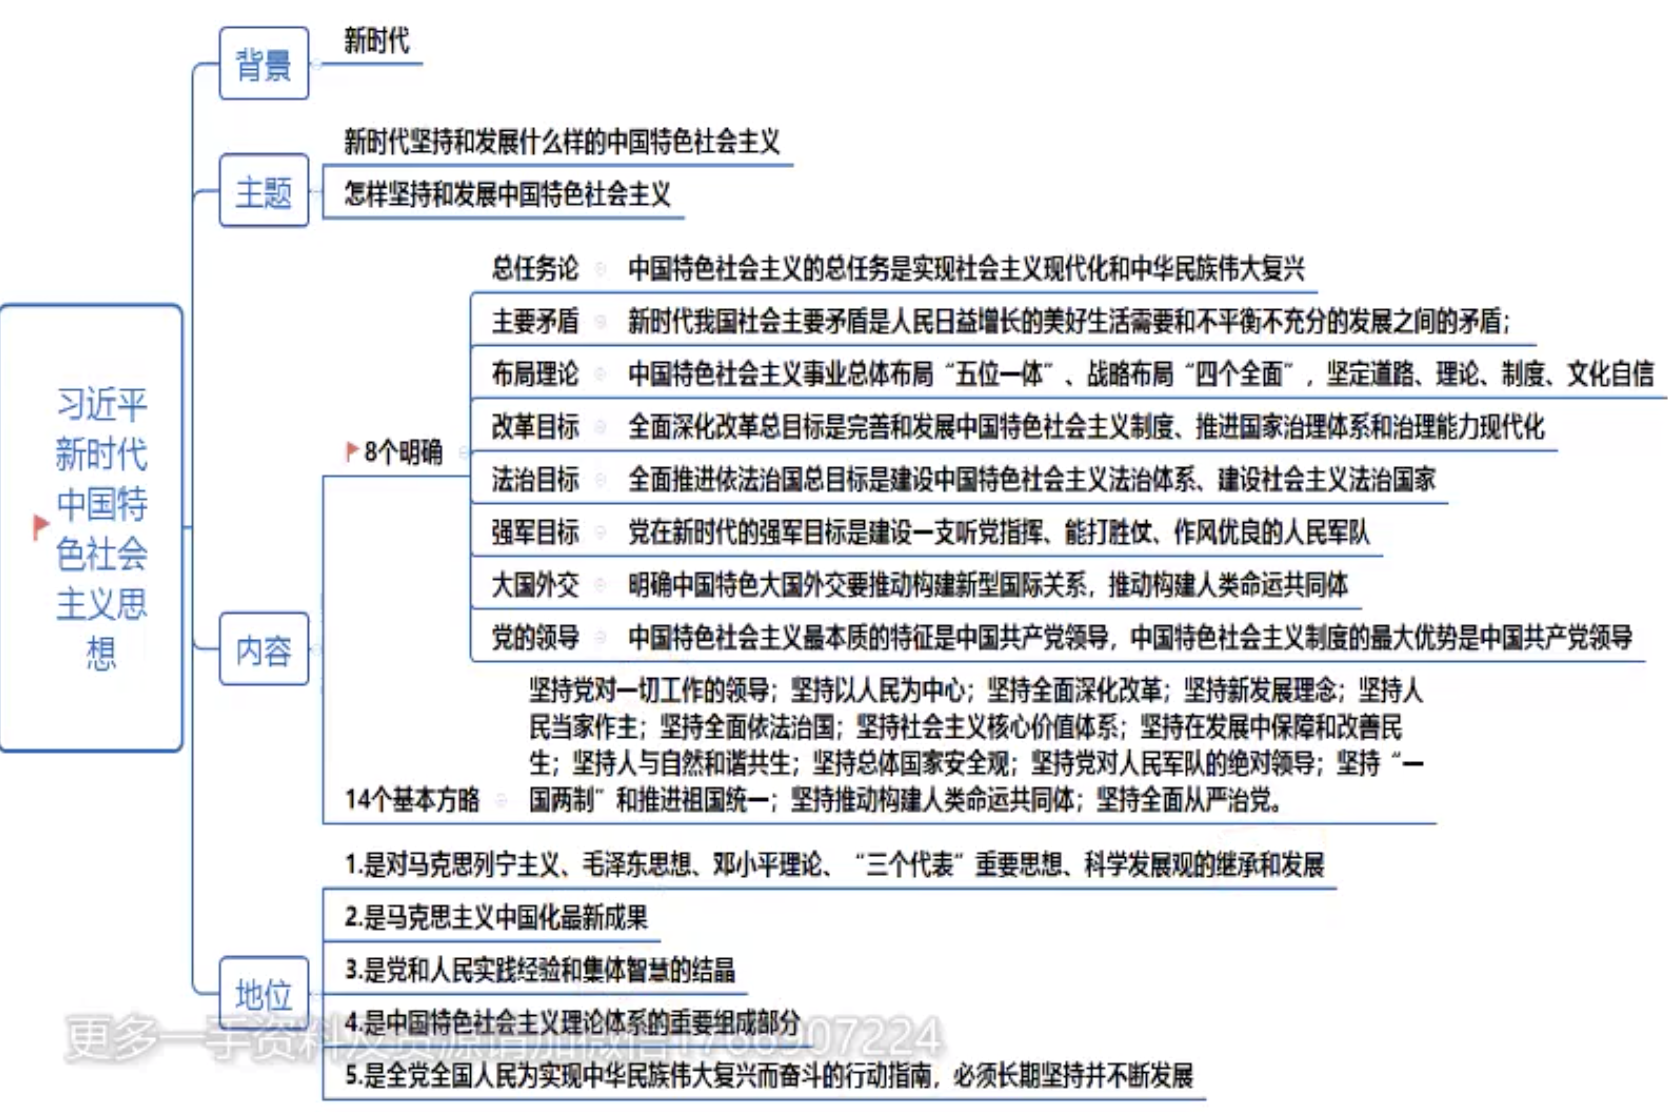 背景
新时代
主题
新时代坚持和发展什么样的中国特色社会主义
怎样坚持和发展中国特色社会主义
习近平
新时代
中国特
色社会
主义思
想
内容
8个明确
总任务论 中国特色社会主义的总任务是实现社会主义现代化和中华民族伟大复兴
主要矛盾 新时代我国社会主要矛盾是人民日益增长的美好生活需要和不平衡不充分的发展之间的矛盾；
布局理论 中国特色社会主义事业总体布局“五位一体”、战略布局“四个全面”，坚定道路、理论、制度、文化自信
改革目标 全面深化改革总目标是完善和发展中国特色社会主义制度、推进国家治理体系和治理能力现代化
法治目标 全面推进依法治国总目标是建设中国特色社会主义法治体系、建设社会主义法治国家
强军目标 党在新时代的强军目标是建设一支听党指挥、能打胜仗、作风优良的人民军队
大国外交 明确中国特色大国外交要推动构建新型国际关系，推动构建人类命运共同体
党的领导 中国特色社会主义最本质的特征是中国共产党领导，中国特色社会主义制度的最大优势是中国共产党领导
14个基本方略
坚持党对一切工作的领导；坚持以人民为中心；坚持全面深化改革；坚持新发展理念；坚持人
民当家作主；坚持全面依法治国；坚持社会主义核心价值体系；坚持在发展中保障和改善民
生；坚持人与自然和谐共生；坚持总体国家安全观；坚持党对人民军队的绝对领导；坚持“一
国两制”和推进祖国统一；坚持推动构建人类命运共同体；坚持全面从严治党。
地位
1.是对马克思列宁主义、毛泽东思想、邓小平理论、“三个代表”重要思想、科学发展观的继承和发展
2.是马克思主义中国化最新成果
3.是党和人民实践经验和集体智慧的结晶
4.是中国特色社会主义理论体系的重要组成部分
5.是全党全国人民为实现中华民族伟大复兴而奋斗的行动指南，必须长期坚持并不断发展
更多一手资料及资源请加微信